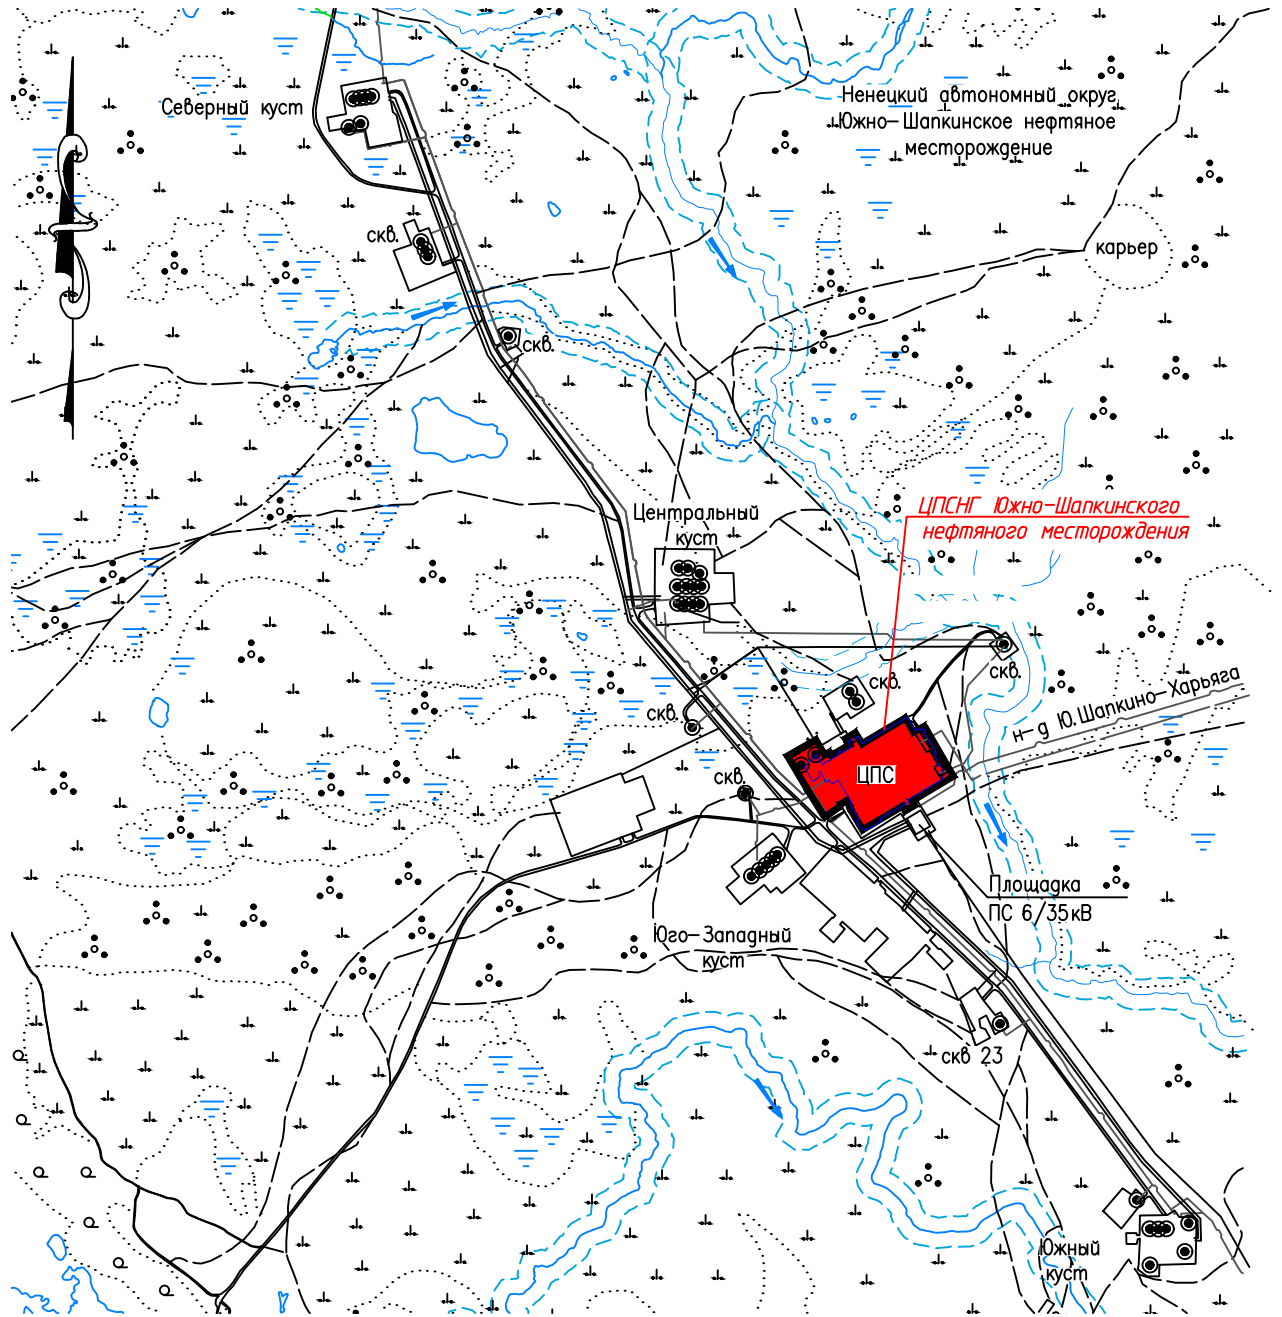 Ненецкий автономный округ,
Южно-Шапкинское нефтяное
месторождение
Северный куст
скв.
карьер
скв.
ЦПСНГ Южно-Шапкинского
нефтяного месторождения
Центральный
куст
скв.
скв.
н-д Ю.Шапкино-Харьяга
скв.
скв.
ЦПС
Площадка
ПС 6/35кВ
Юго-Западный
куст
скв 23
Южный
куст